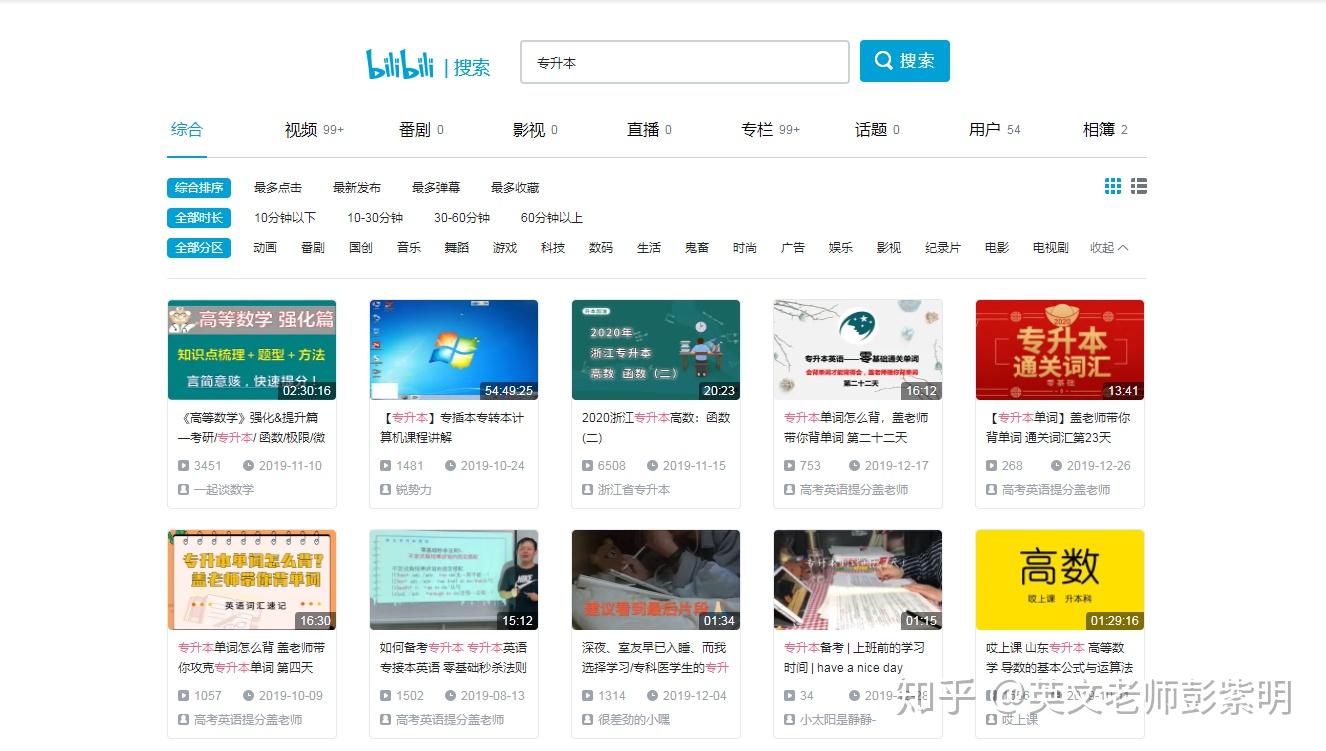 bilibili | 搜索
专升本
搜索
综合
视频 99+
番剧 0
影视 0
直播 0
专栏 99+
话题 0
用户 54
相簿 2
综合排序 最多点击 最新发布 最多弹幕 最多收藏
全部时长 10分钟以下 10-30分钟 30-60分钟 60分钟以上
全部分区 动画 番剧 国创 音乐 舞蹈 游戏 科技 数码 生活 鬼畜 时尚 广告 娱乐 影视 纪录片 电影 电视剧 收起
高等数学 强化篇
知识点梳理+题型+方法
言简意赅，快速提分！
02:30:16
《高等数学》强化&提升篇
—考研/专升本/ 函数/极限/微
3451 2019-11-10
一起谈数学
54:49:25
【专升本】专插本专转本计
算机课程讲解
1481 2019-10-24
锐势力
2020年
浙江专升本
高数 函数（二）
20:23
2020浙江专升本高数：函数
(二)
6508 2019-11-15
浙江省专升本
专升本英语——零基础通关单词
会背单词才能背得会，盖老师带你背单词
第二十二天
16:12
专升本单词怎么背，盖老师
带你背单词 第二十二天
753 2019-12-17
高考英语提分盖老师
2020
专升本
通关词汇
零基础
13:41
【专升本单词】盖老师带你
背单词 通关词汇第23天
268 2019-12-26
高考英语提分盖老师
专升本单词怎么背?
盖老师带你背单词
英语词汇速记
16:30
专升本单词怎么背 盖老师带
你攻克专升本单词 第四天
1057 2019-10-09
高考英语提分盖老师
15:12
如何备考专升本 专升本英语
专接本英语 零基础秒杀法则
1502 2019-08-13
高考英语提分盖老师
建议看到最后片段
01:34
深夜、室友早已入睡、而我
选择学习/专科医学生的专升
1314 2019-12-04
很差劲的小嘿
01:15
专升本备考 | 上班前的学习
时间 | have a nice day
34
小太阳是静静-
高数
哎上课 升本科
01:29:16
哎上课 山东专升本 高等数
学 导数的基本公式与运算法
哎上课
知乎 @英文老师彭紫明